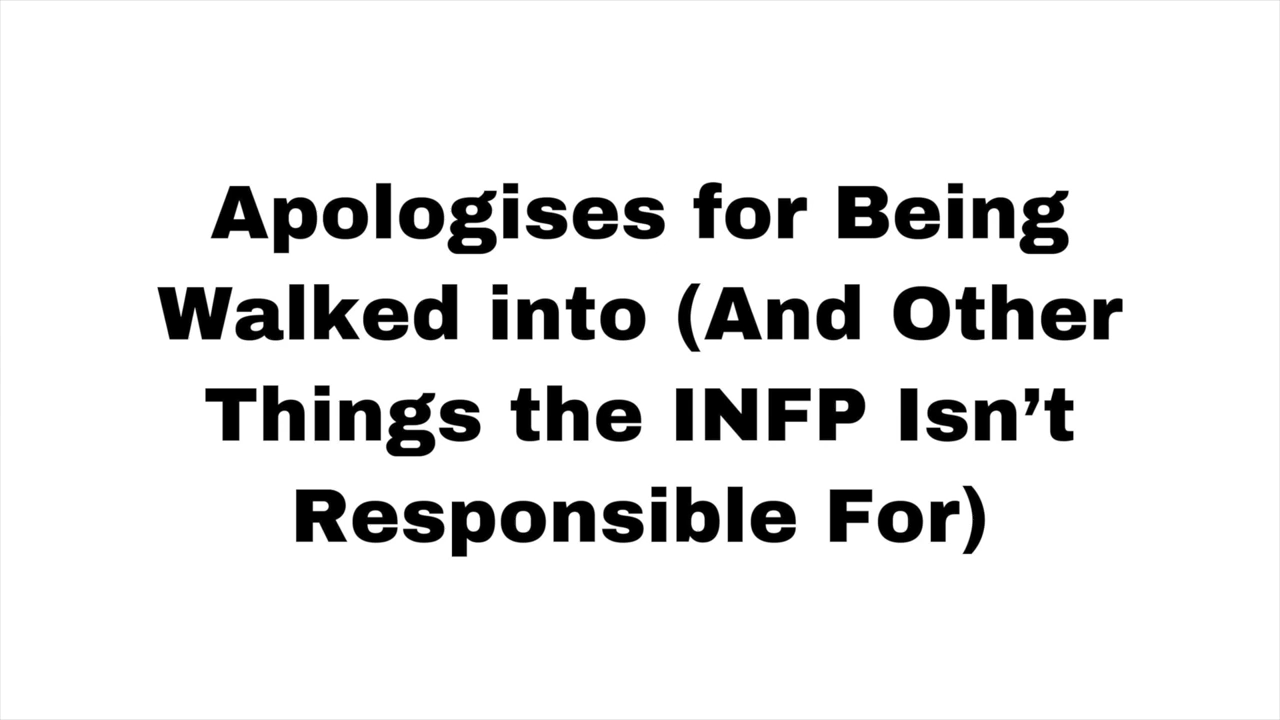 Apologises for Being
Walked into (And Other
Things the INFP Isn’t
Responsible For)